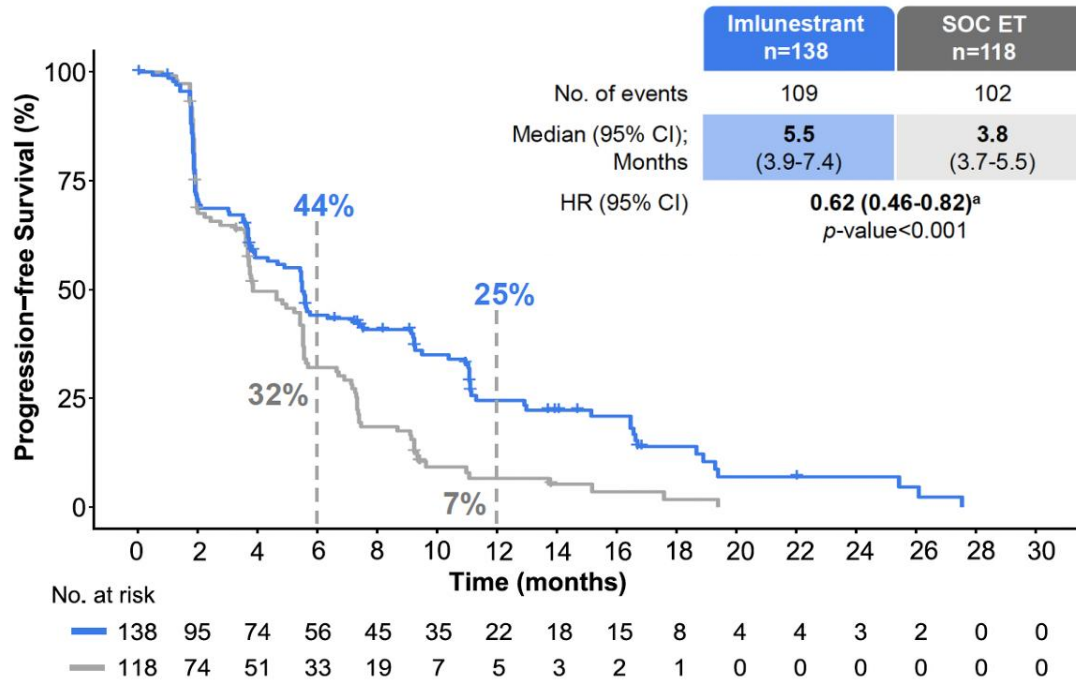 Imlunestrant
n=138
SOC ET
n=118
No. of events 109 102
Median (95% CI);
Months
5.5
(3.9-7.4)
3.8
(3.7-5.5)
HR (95% CI) 0.62 (0.46-0.82)ᵃ
p-value<0.001
Progression–free Survival (%)
100
75
50
25
0
44%
32%
25%
7%
0 2 4 6 8 10 12 14 16 18 20 22 24 26 28 30
Time (months)
No. at risk
138 95 74 56 45 35 22 18 15 8 4 4 3 2 0 0
118 74 51 33 19 7 5 3 2 1 0 0 0 0 0 0